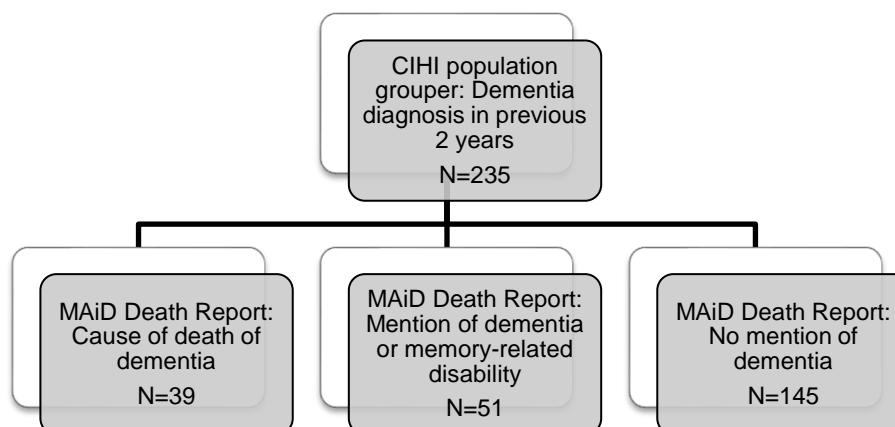 CIHI population
grouper: Dementia
diagnosis in previous
2 years
N=235
MAiD Death Report:
Cause of death of
dementia
N=39
MAiD Death Report:
Mention of dementia
or memory-related
disability
N=51
MAiD Death Report:
No mention of
dementia
N=145